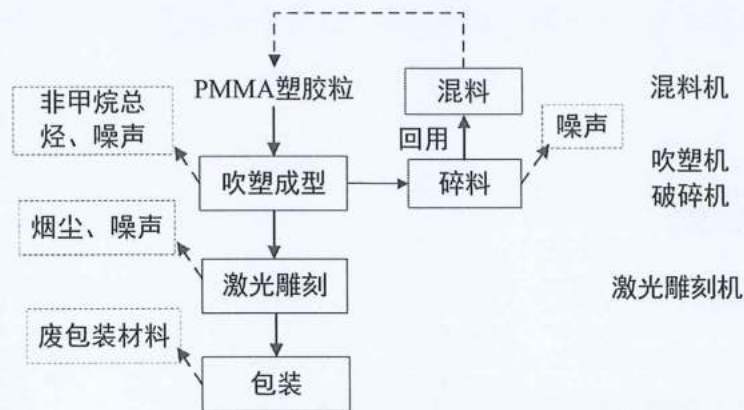 PMMA塑胶粒
混料
混料机
非甲烷总
烃、噪声
回用
噪声
吹塑成型
碎料
吹塑机
破碎机
烟尘、噪声
激光雕刻
激光雕刻机
废包装材料
包装